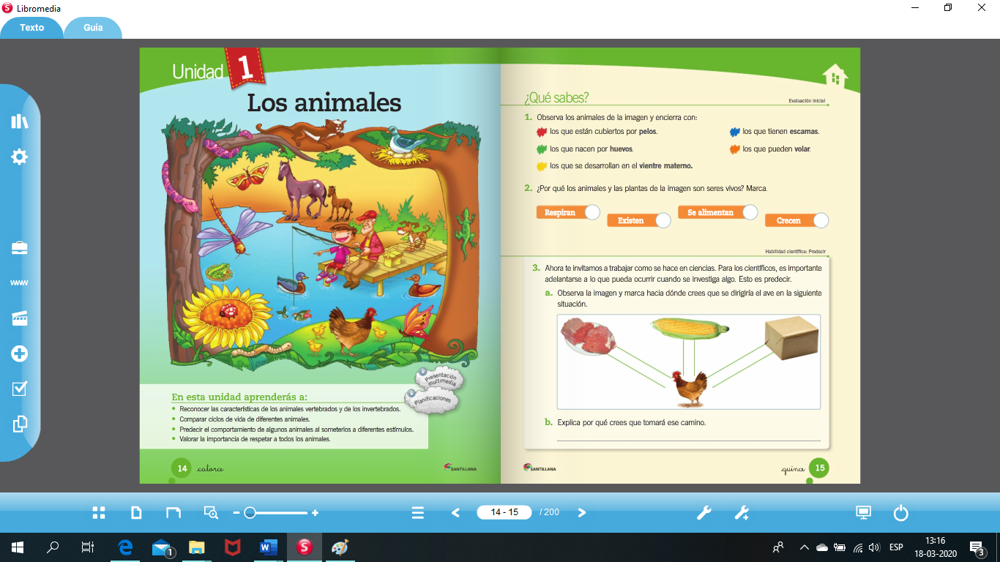 Libromedia
Texto
Guía
Unidad 1
Los animales
Presentación
multimedia
Planificaciones
En esta unidad aprenderás a:
• Reconocer las características de los animales vertebrados y de los invertebrados.
• Comparar ciclos de vida de diferentes animales.
• Predecir el comportamiento de algunos animales al someterlos a diferentes estímulos.
• Valorar la importancia de respetar a todos los animales.
14 catorce
SANTILLANA
¿Qué sabes?
Evaluación inicial
1. Observa los animales de la imagen y encierra con:
los que están cubiertos por pelos.
los que tienen escamas.
los que nacen por huevos.
los que pueden volar.
los que se desarrollan en el vientre materno.
2. ¿Por qué los animales y las plantas de la imagen son seres vivos? Marca.
Respiran
Existen
Se alimentan
Crecen
Habilidad científica: Predecir
3. Ahora te invitamos a trabajar como se hace en ciencias. Para los científicos, es importante
adelantarse a lo que pueda ocurrir cuando se investiga algo. Esto es predecir.
a. Observa la imagen y marca hacia dónde crees que se dirigiría el ave en la siguiente
situación.
b. Explica por qué crees que tomará ese camino.
SANTILLANA
quince 15
www
14 - 15
/ 200
1
S
W
ESP
13:16
18-03-2020
3